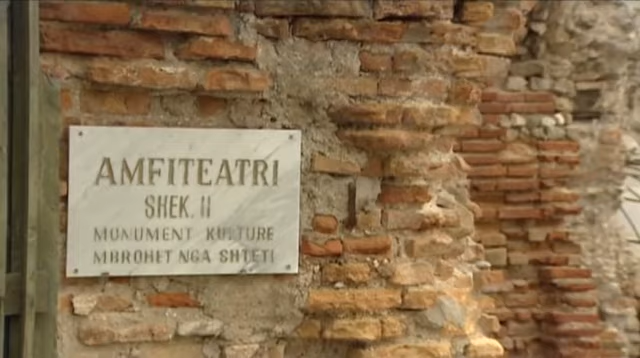 AMFITEATRI
SHEK. II
MONUMENT KULTURE
MBROHET NGA SHTETI